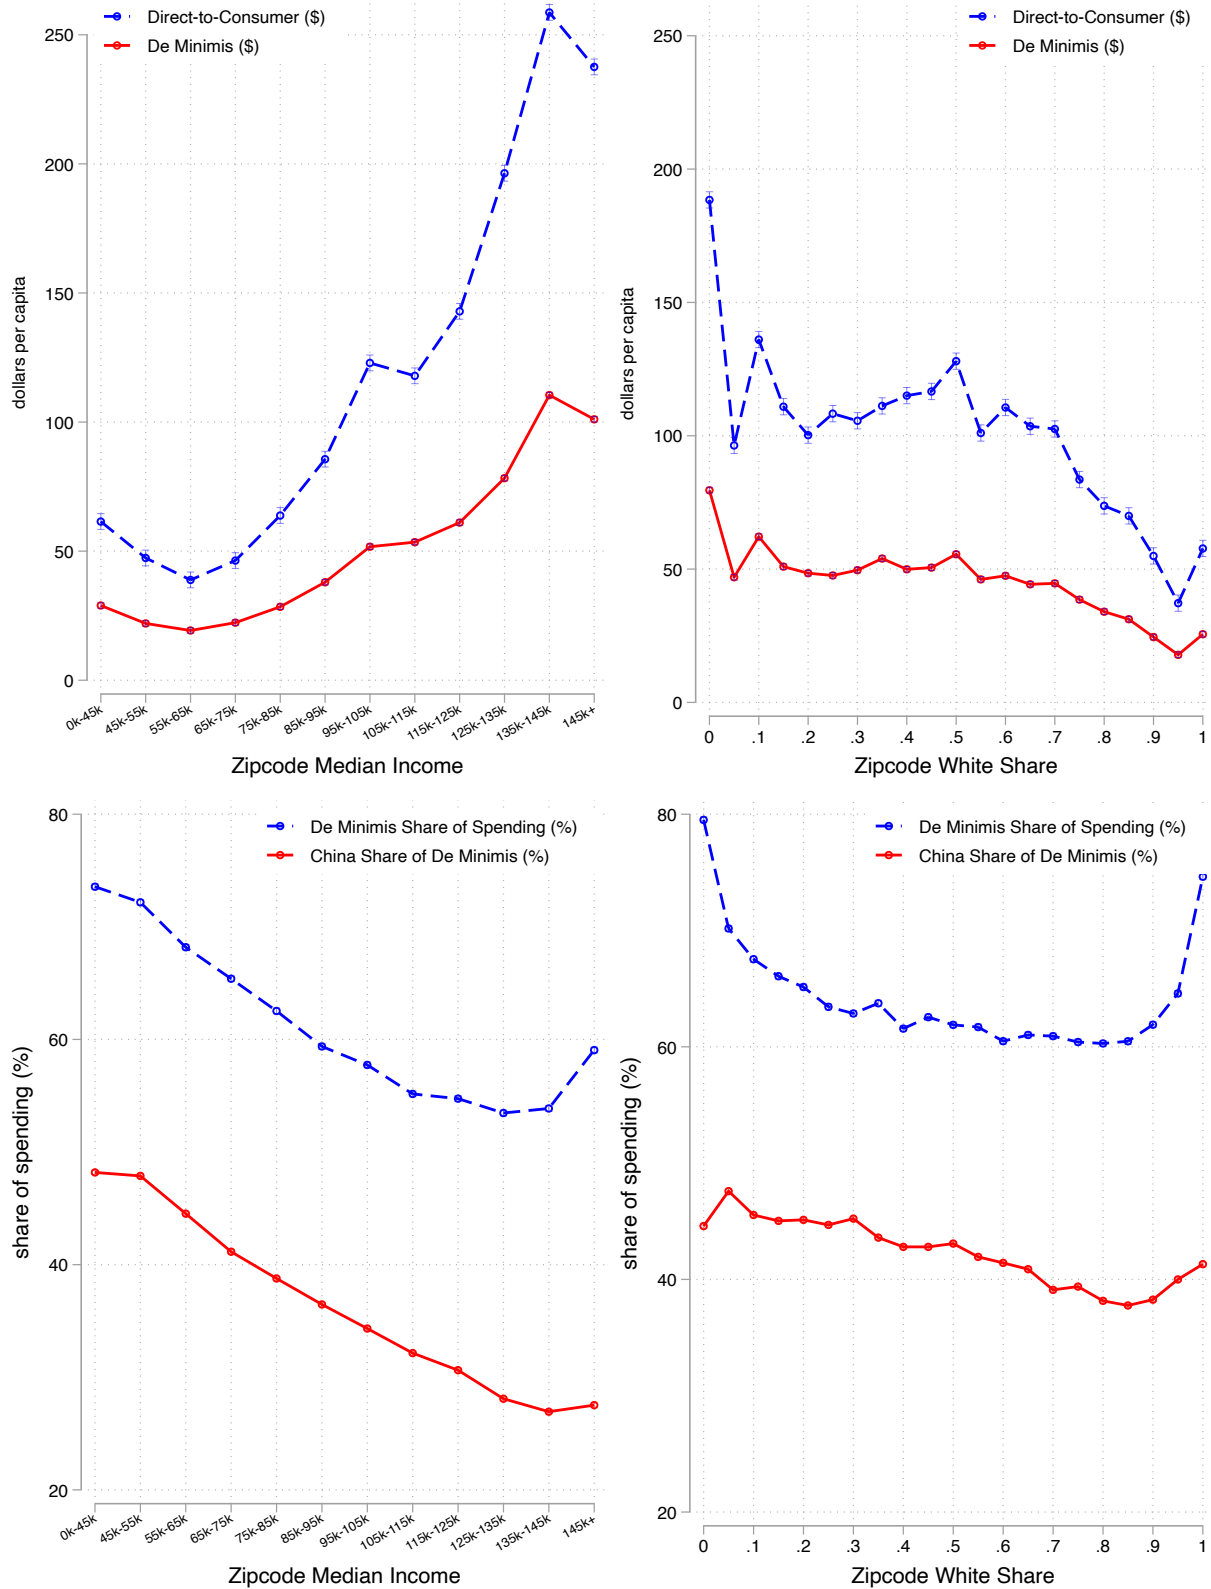 Direct-to-Consumer ($)
De Minimis ($)
250
200
150
100
50
0
dollars per capita
0k-45k
45k-55k
55k-65k
65k-75k
75k-85k
85k-95k
95k-105k
105k-115k
115k-125k
125k-135k
135k-145k
145k+
Zipcode Median Income
Direct-to-Consumer ($)
De Minimis ($)
250
200
150
100
50
0
dollars per capita
0 .1 .2 .3 .4 .5 .6 .7 .8 .9 1
Zipcode White Share
De Minimis Share of Spending (%)
China Share of De Minimis (%)
80
60
40
20
share of spending (%)
0k-45k
45k-55k
55k-65k
65k-75k
75k-85k
85k-95k
95k-105k
105k-115k
115k-125k
125k-135k
135k-145k
145k+
Zipcode Median Income
De Minimis Share of Spending (%)
China Share of De Minimis (%)
80
60
40
20
share of spending (%)
0 .1 .2 .3 .4 .5 .6 .7 .8 .9 1
Zipcode White Share